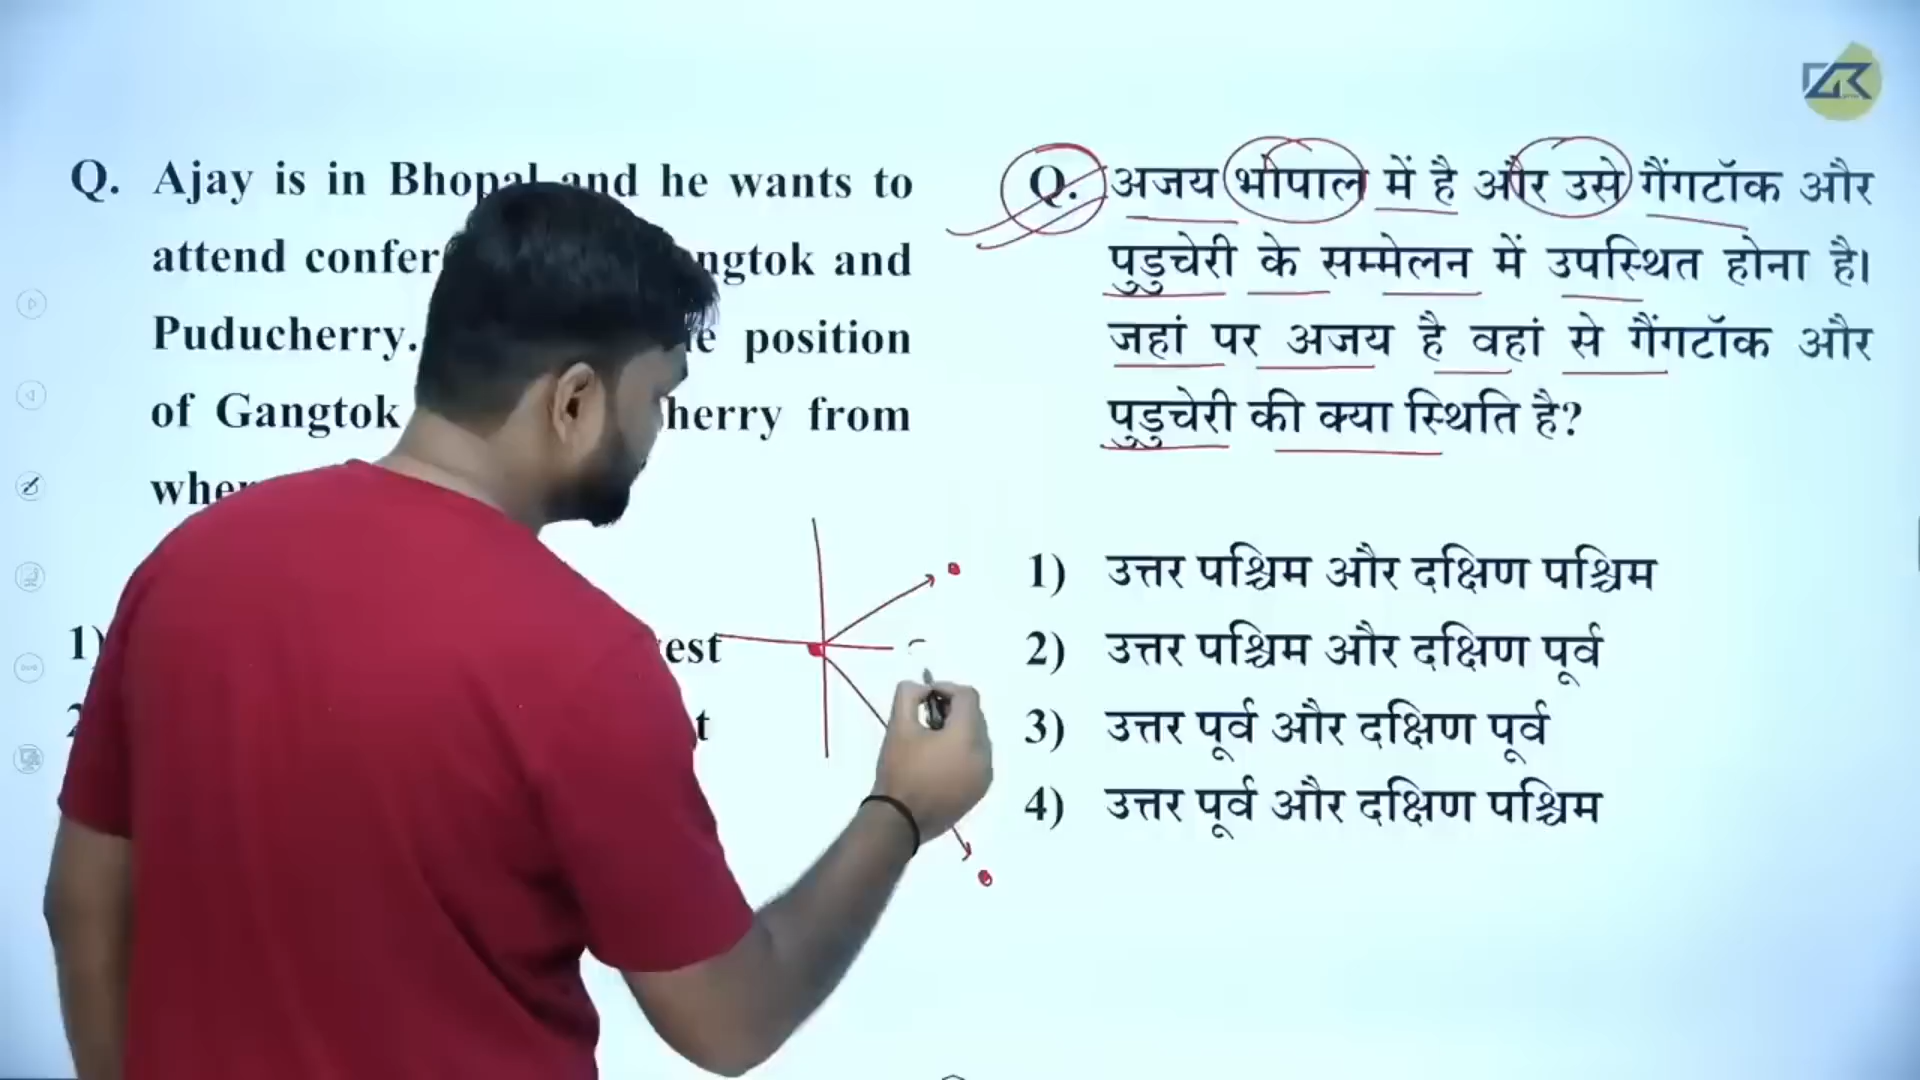 Q. Ajay is in Bhopal and he wants to
attend confer ngtok and
Puducherry. e position
of Gangtok herry from
wher
1) est
2 t
Q. अजय भोपाल में है और उसे गैंगटॉक और
पुडुचेरी के सम्मेलन में उपस्थित होना है।
जहां पर अजय है वहां से गैंगटॉक और
पुडुचेरी की क्या स्थिति है?
1) उत्तर पश्चिम और दक्षिण पश्चिम
2) उत्तर पश्चिम और दक्षिण पूर्व
3) उत्तर पूर्व और दक्षिण पूर्व
4) उत्तर पूर्व और दक्षिण पश्चिम